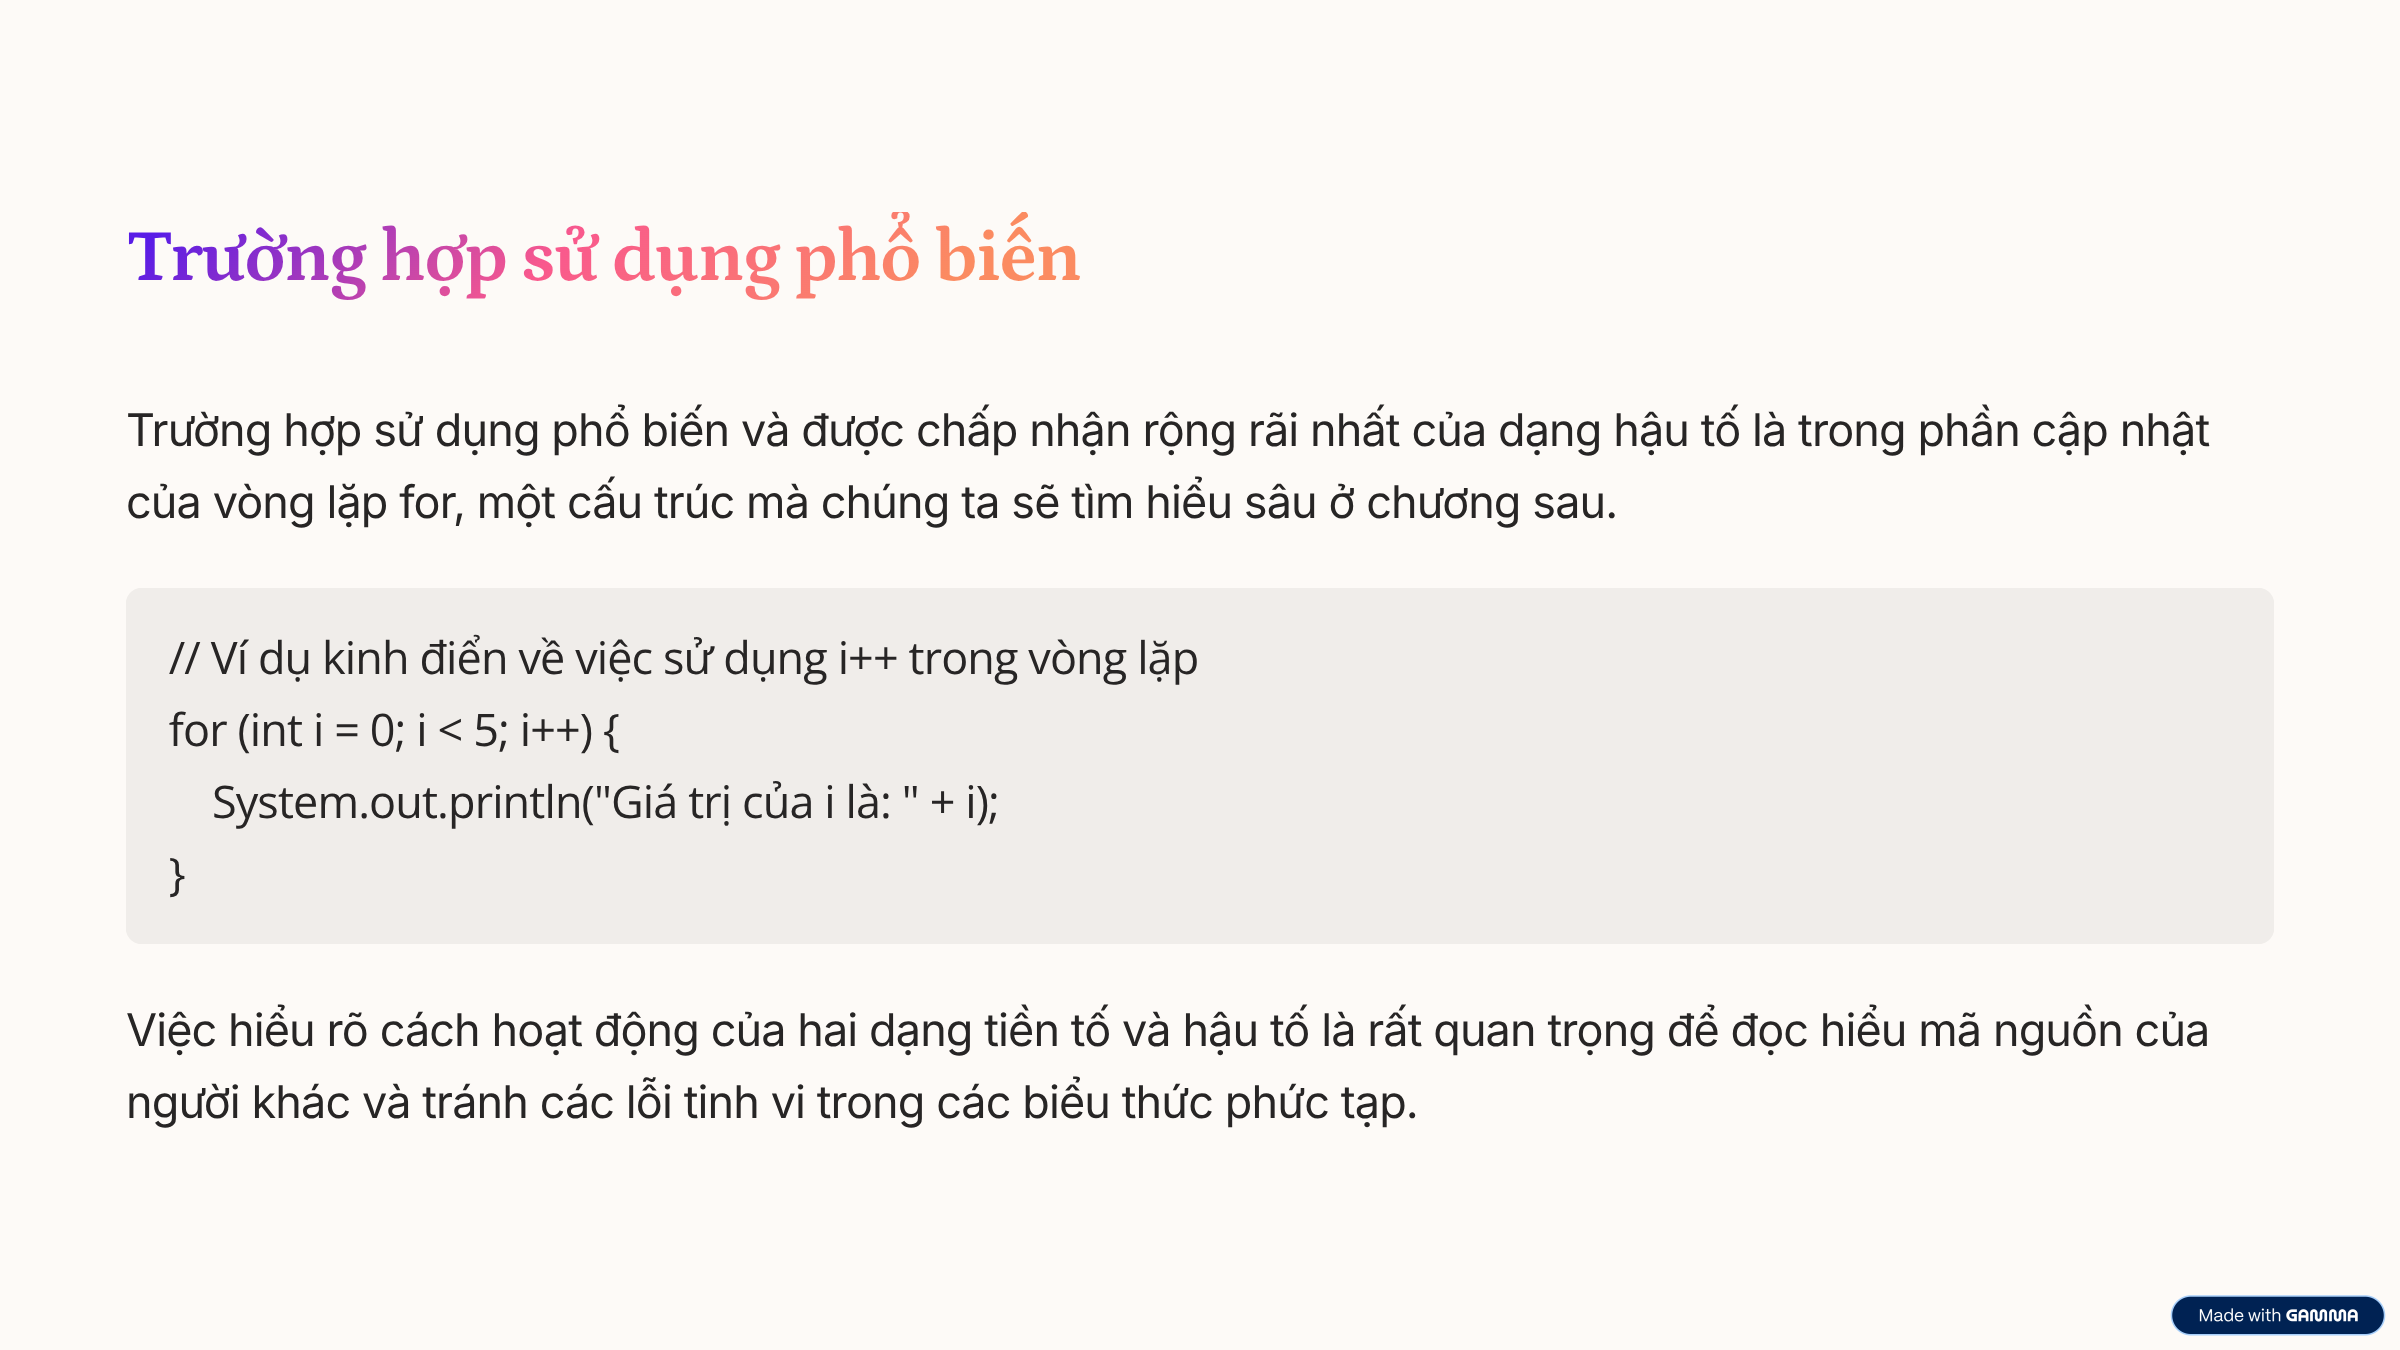 Trường hợp sử dụng phổ biến
Trường hợp sử dụng phổ biến và được chấp nhận rộng rãi nhất của dạng hậu tố là trong phần cập nhật
của vòng lặp for, một cấu trúc mà chúng ta sẽ tìm hiểu sâu ở chương sau.
// Ví dụ kinh điển về việc sử dụng i++ trong vòng lặp
for (int i = 0; i < 5; i++) {
    System.out.println("Giá trị của i là: " + i);
}
Việc hiểu rõ cách hoạt động của hai dạng tiền tố và hậu tố là rất quan trọng để đọc hiểu mã nguồn của
người khác và tránh các lỗi tinh vi trong các biểu thức phức tạp.
Made with GAMMA